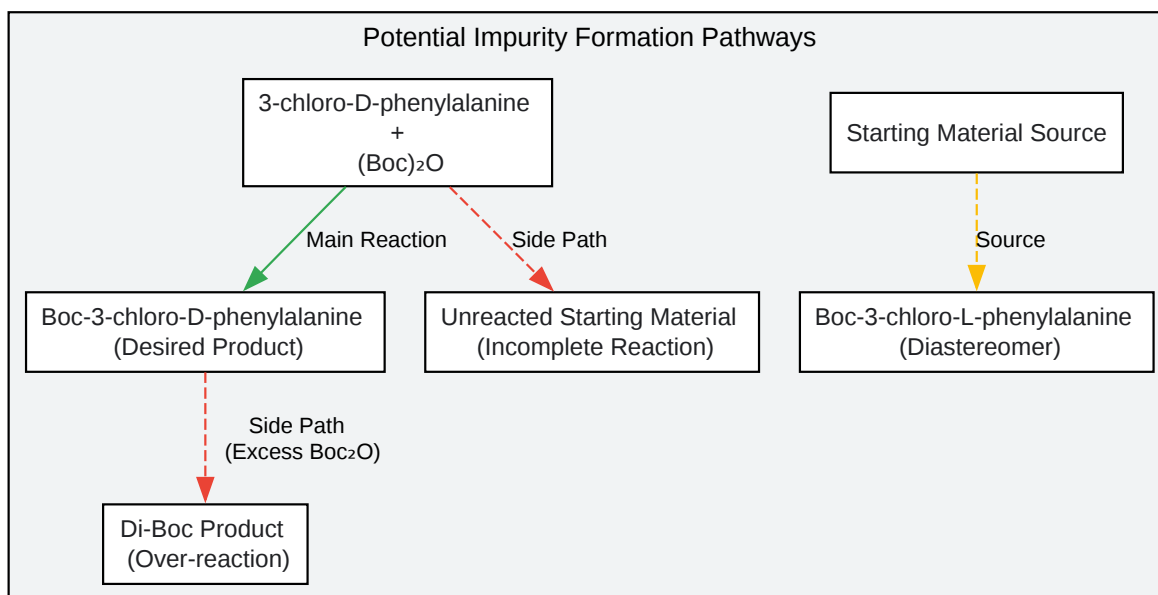 Potential Impurity Formation Pathways
3-chloro-D-phenylalanine
+
(Boc)₂O
Starting Material Source
Main Reaction
Side Path
Source
Boc-3-chloro-D-phenylalanine
(Desired Product)
Unreacted Starting Material
(Incomplete Reaction)
Boc-3-chloro-L-phenylalanine
(Diastereomer)
Side Path
(Excess Boc₂O)
Di-Boc Product
(Over-reaction)